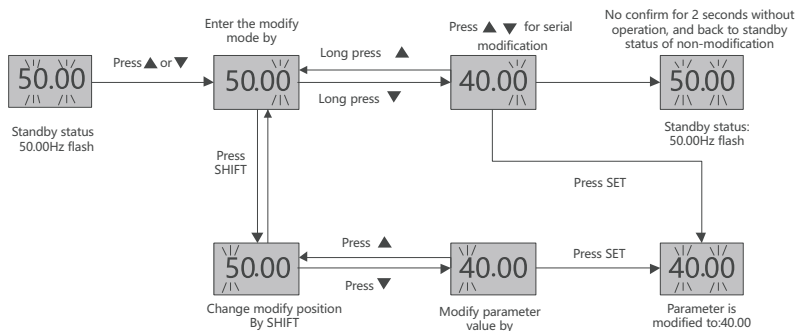 Enter the modify
mode by
Press ▲ ▼ for serial
modification
No confirm for 2 seconds without
operation, and back to standby
status of non-modification
50.00
Press ▲ or ▼
50.00
Long press ▲
Long press ▼
40.00
50.00
Standby status
50.00Hz flash
Standby status:
50.00Hz flash
Press
SHIFT
Press SET
50.00
Press ▲
Press ▼
40.00
Press SET
40.00
Change modify position
By SHIFT
Modify parameter
value by
Parameter is
modified to:40.00